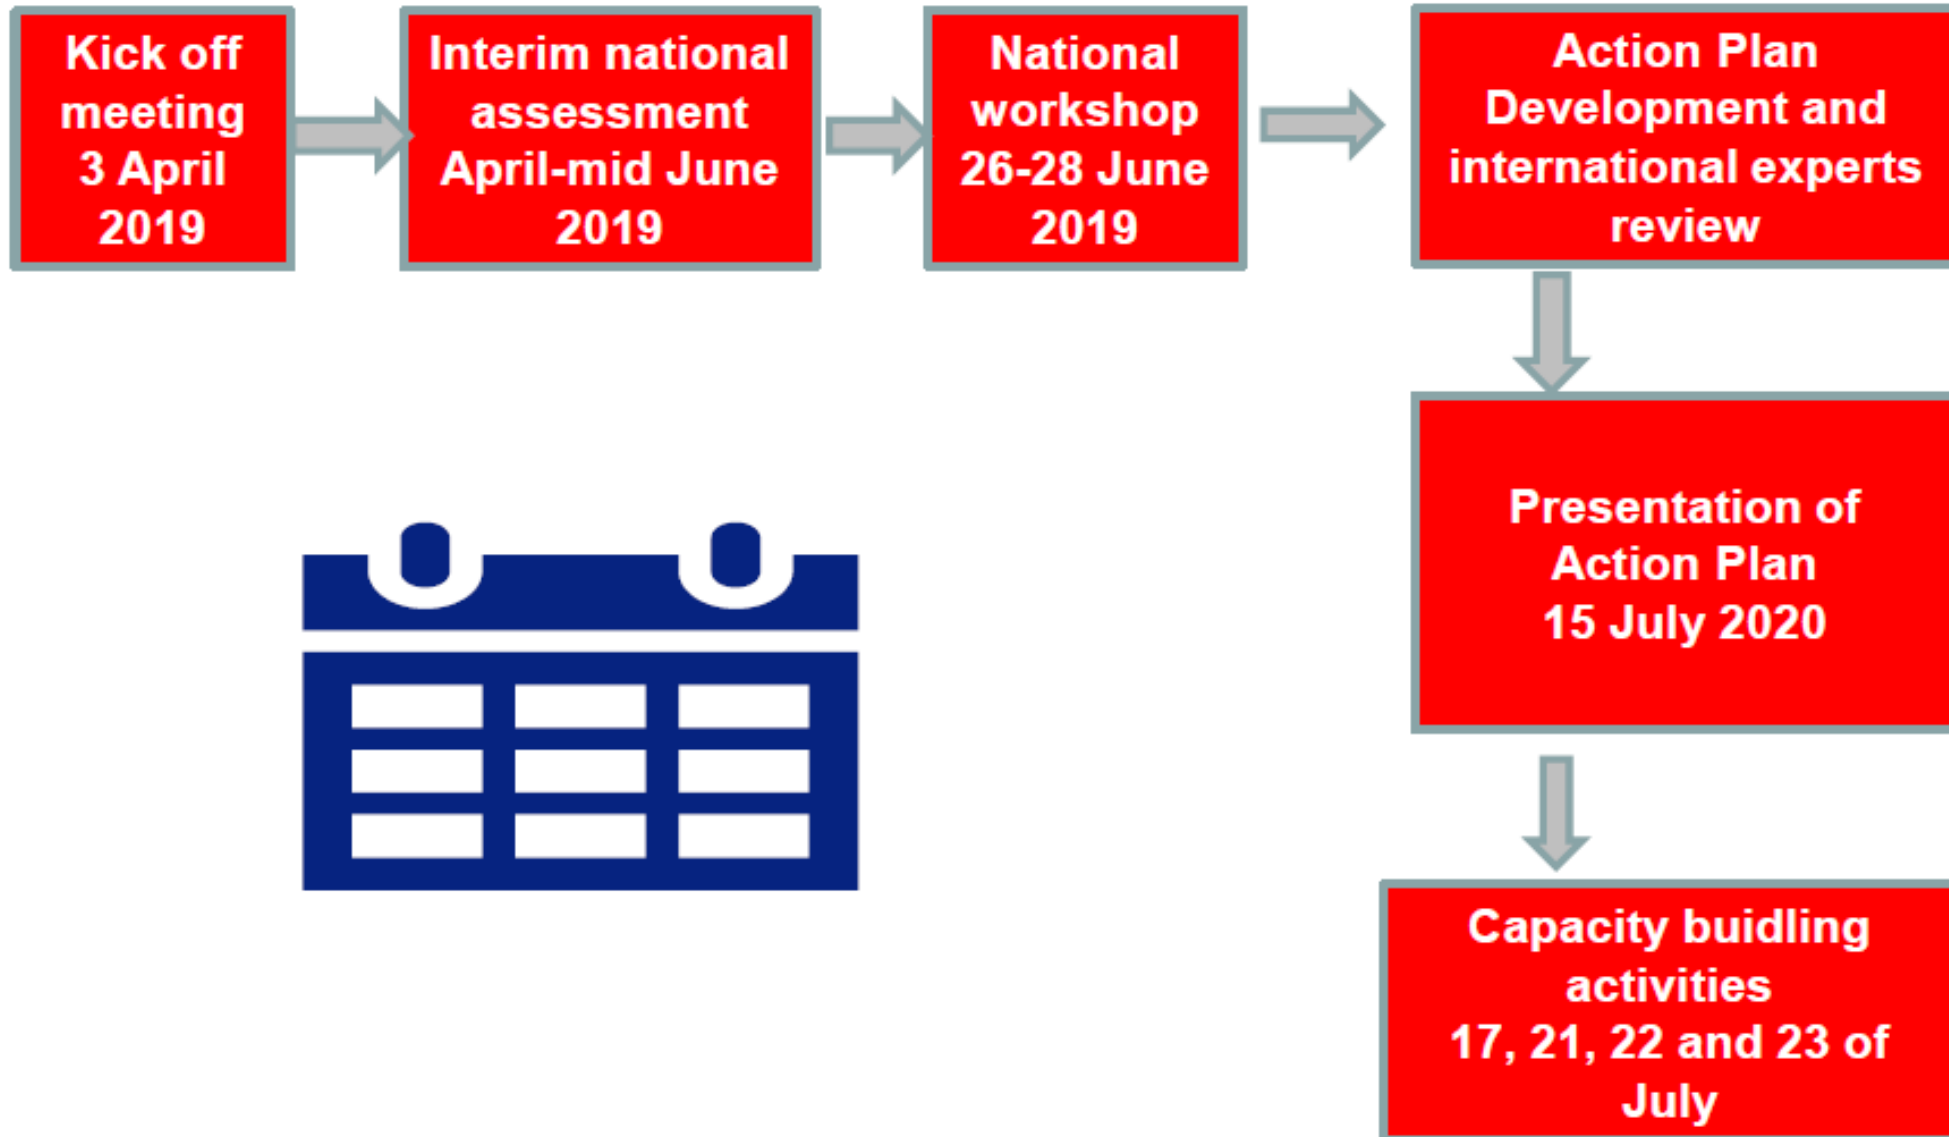 Kick off
meeting
3 April
2019
Interim national
assessment
April-mid June
2019
National
workshop
26-28 June
2019
Action Plan
Development and
international experts
review
Presentation of
Action Plan
15 July 2020
Capacity buidling
activities
17, 21, 22 and 23 of
July